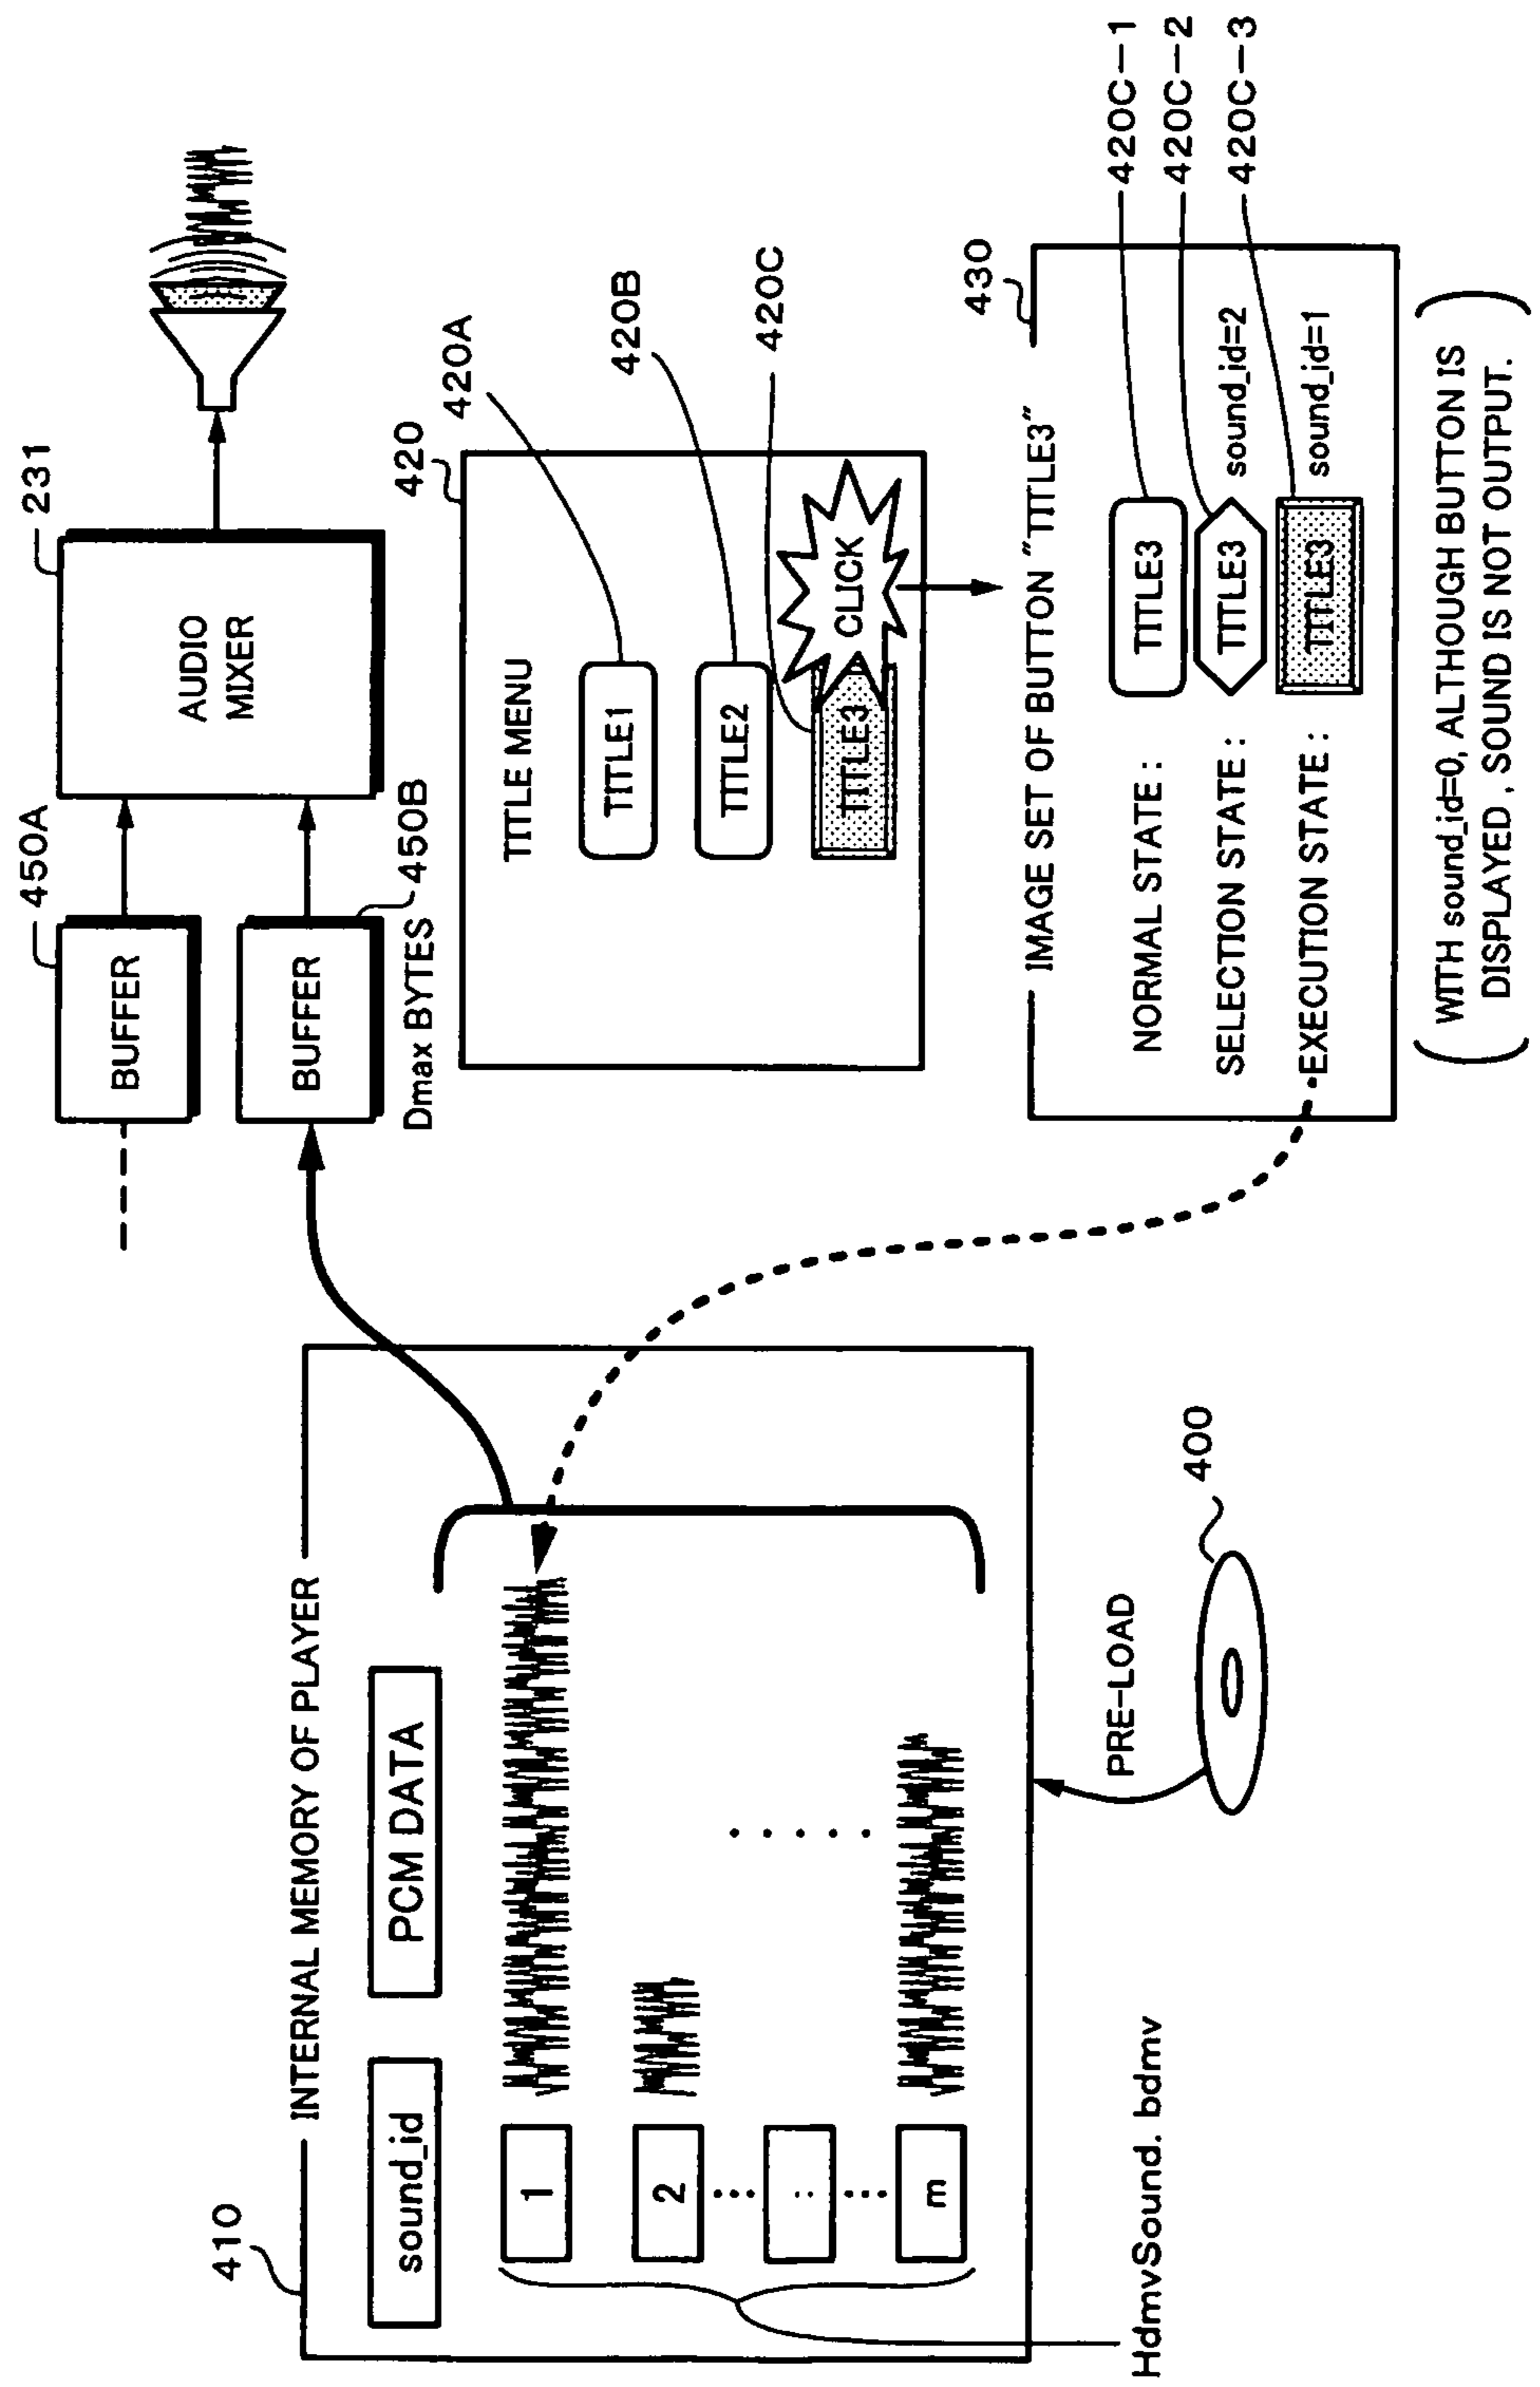 410
INTERNAL MEMORY OF PLAYER
sound_id
PCM DATA
1
2
m
HdmvSound. bdmv
PRE-LOAD
400
450A
BUFFER
BUFFER
450B
Dmax BYTES
231
AUDIO
MIXER
420
TITLE MENU
TITLE1
420A
TITLE2
420B
TITLE3
420C
CLICK
430
IMAGE SET OF BUTTON "TITLE3"
NORMAL STATE :
TITLE3
420C-1
SELECTION STATE :
TITLE3
sound_id=2
420C-2
EXECUTION STATE :
TITLE3
sound_id=1
420C-3
(WITH sound_id=0, ALTHOUGH BUTTON IS
DISPLAYED , SOUND IS NOT OUTPUT.)